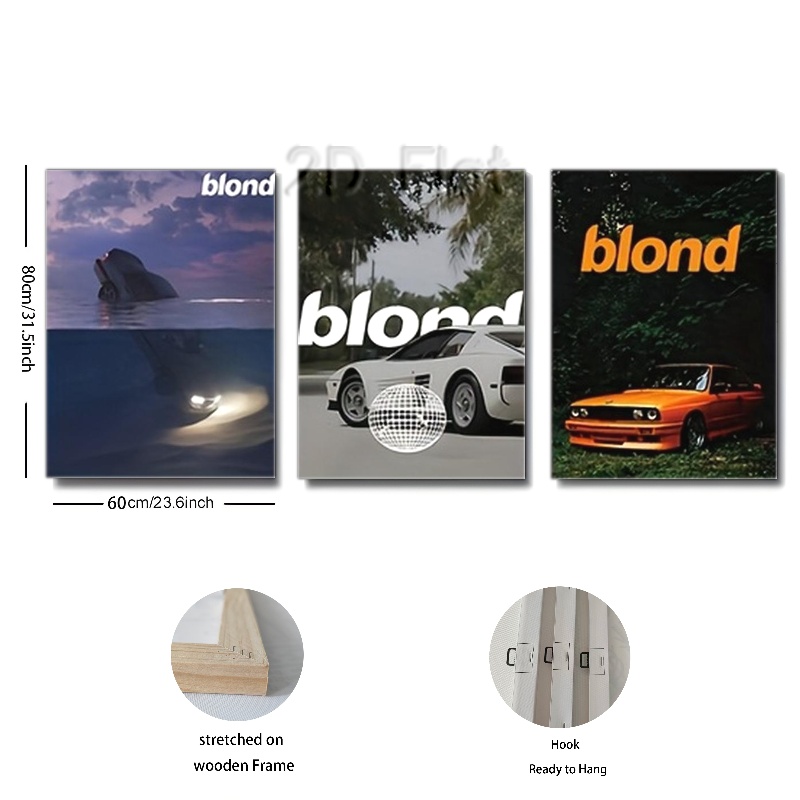 2D Flat
blond
blond
blond
80cm/31.5inch
60cm/23.6inch
stretched on
wooden Frame
Hook
Ready to Hang